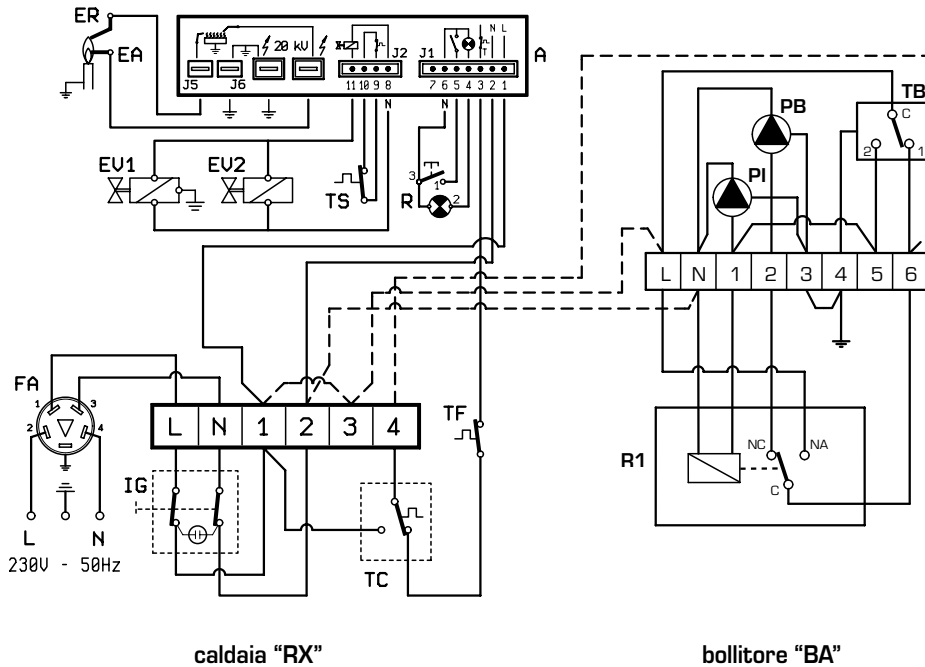 ER
EA
20 kV
J5
J6
J2
J1
N
L
T
A
11 10 9 8
7 6 5 4 3 2 1
N
N
EV1
EV2
TS
3
1
R
2
PB
PI
TB
C
2
1
L N 1 2 3 4 5 6
FA
1
3
2
4
L N 1 2 3 4
TF
IG
TC
L
N
230V - 50Hz
R1
NC
NA
C
caldaia “RX”
bollitore “BA”